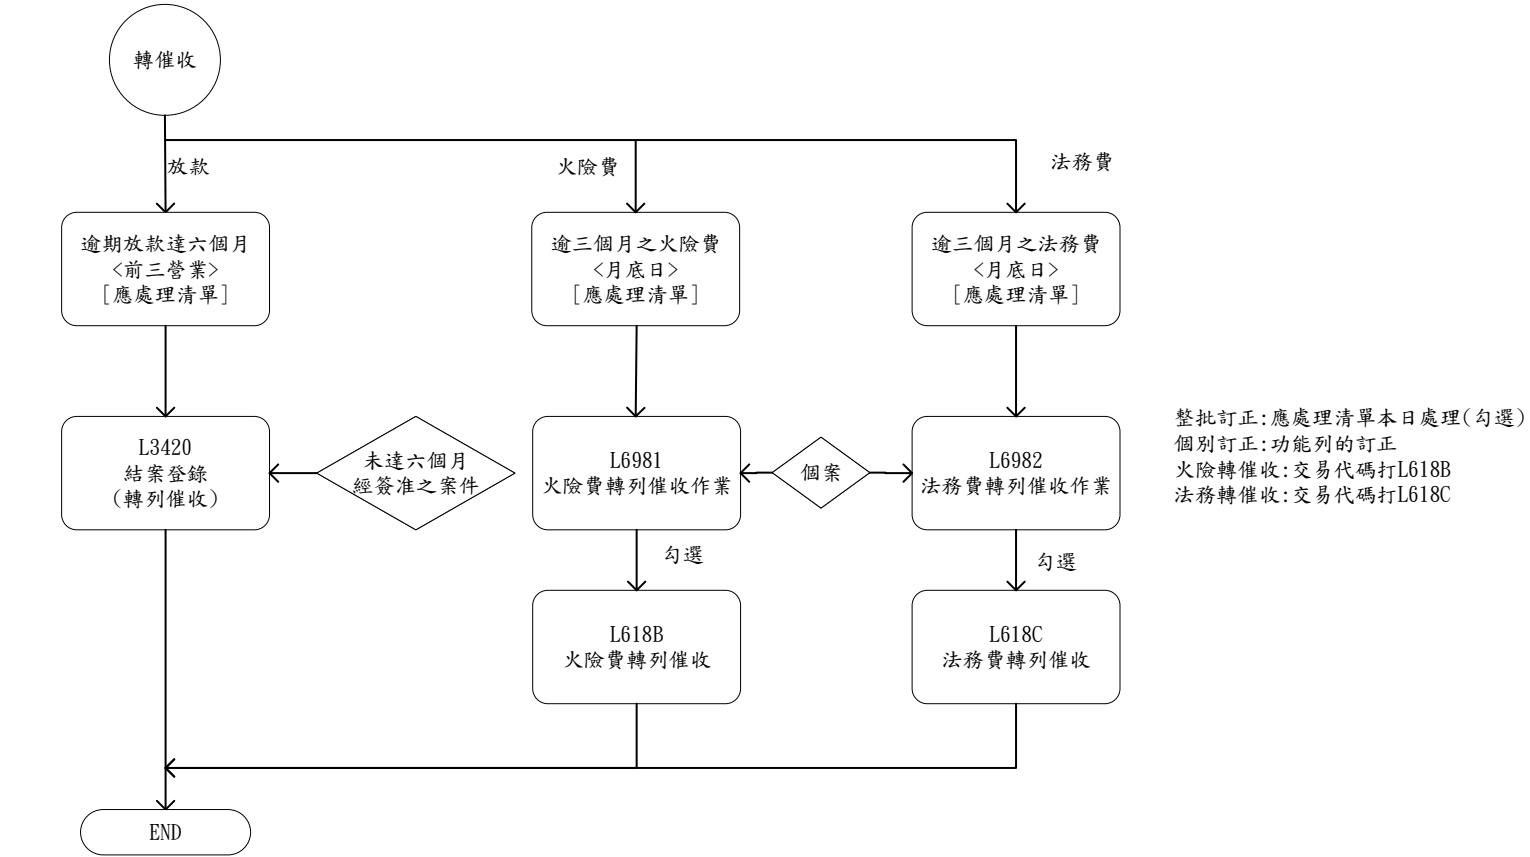 轉催收
放款
火險費
法務費
逾期放款達六個月
<前三營業>
[應處理清單]
逾三個月之火險費
<月底日>
[應處理清單]
逾三個月之法務費
<月底日>
[應處理清單]
L3420
結案登錄
(轉列催收)
未達六個月
經簽准之案件
L6981
火險費轉列催收作業
個案
L6982
法務費轉列催收作業
整批訂正:應處理清單本日處理(勾選)
個別訂正:功能列的訂正
火險轉催收:交易代碼打L618B
法務轉催收:交易代碼打L618C
勾選
勾選
L618B
火險費轉列催收
L618C
法務費轉列催收
END